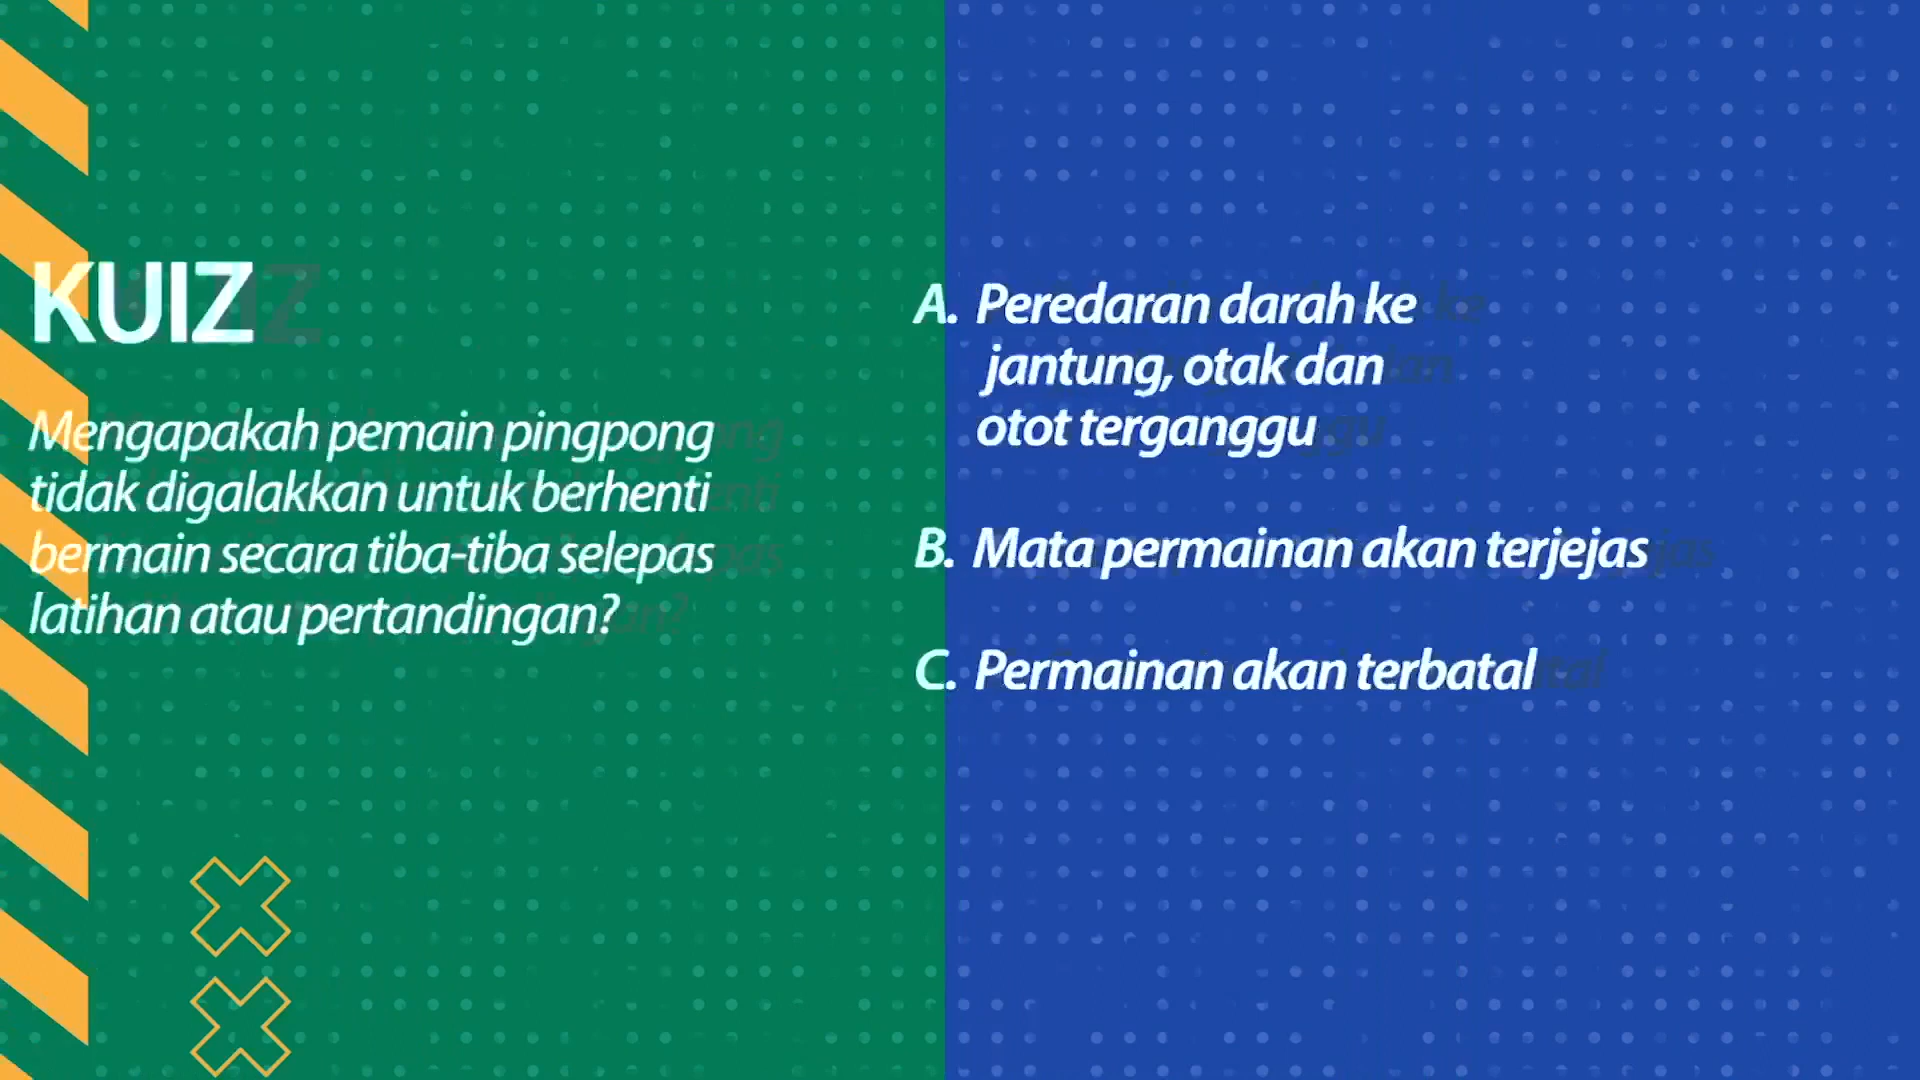 KUIZ
Mengapakah pemain pingpong
tidak digalakkan untuk berhenti
bermain secara tiba-tiba selepas
latihan atau pertandingan?
A. Peredaran darah ke
jantung, otak dan
otot terganggu
B. Mata permainan akan terjejas
C. Permainan akan terbatal